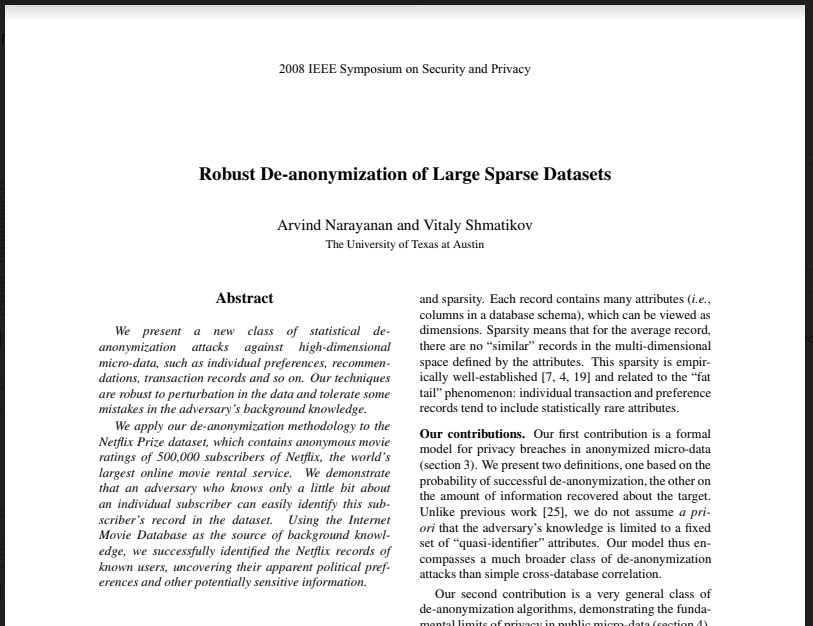 2008 IEEE Symposium on Security and Privacy
Robust De-anonymization of Large Sparse Datasets
Arvind Narayanan and Vitaly Shmatikov
The University of Texas at Austin
Abstract
We present a new class of statistical de-
anonymization attacks against high-dimensional
micro-data, such as individual preferences, recommen-
dations, transaction records and so on. Our techniques
are robust to perturbation in the data and tolerate some
mistakes in the adversary's background knowledge.
We apply our de-anonymization methodology to the
Netflix Prize dataset, which contains anonymous movie
ratings of 500,000 subscribers of Netflix, the world's
largest online movie rental service. We demonstrate
that an adversary who knows only a little bit about
an individual subscriber can easily identify this sub-
scriber's record in the dataset. Using the Internet
Movie Database as the source of background knowl-
edge, we successfully identified the Netflix records of
known users, uncovering their apparent political pref-
erences and other potentially sensitive information.
and sparsity. Each record contains many attributes (i.e.,
columns in a database schema), which can be viewed as
dimensions. Sparsity means that for the average record,
there are no “similar” records in the multi-dimensional
space defined by the attributes. This sparsity is empir-
ically well-established [7, 4, 19] and related to the “fat
tail” phenomenon: individual transaction and preference
records tend to include statistically rare attributes.
Our contributions. Our first contribution is a formal
model for privacy breaches in anonymized micro-data
(section 3). We present two definitions, one based on the
probability of successful de-anonymization, the other on
the amount of information recovered about the target.
Unlike previous work [25], we do not assume a pri-
ori that the adversary's knowledge is limited to a fixed
set of “quasi-identifier” attributes. Our model thus en-
compasses a much broader class of de-anonymization
attacks than simple cross-database correlation.
Our second contribution is a very general class of
de-anonymization algorithms, demonstrating the funda-
mental limits of privacy in public micro-data (section 4).